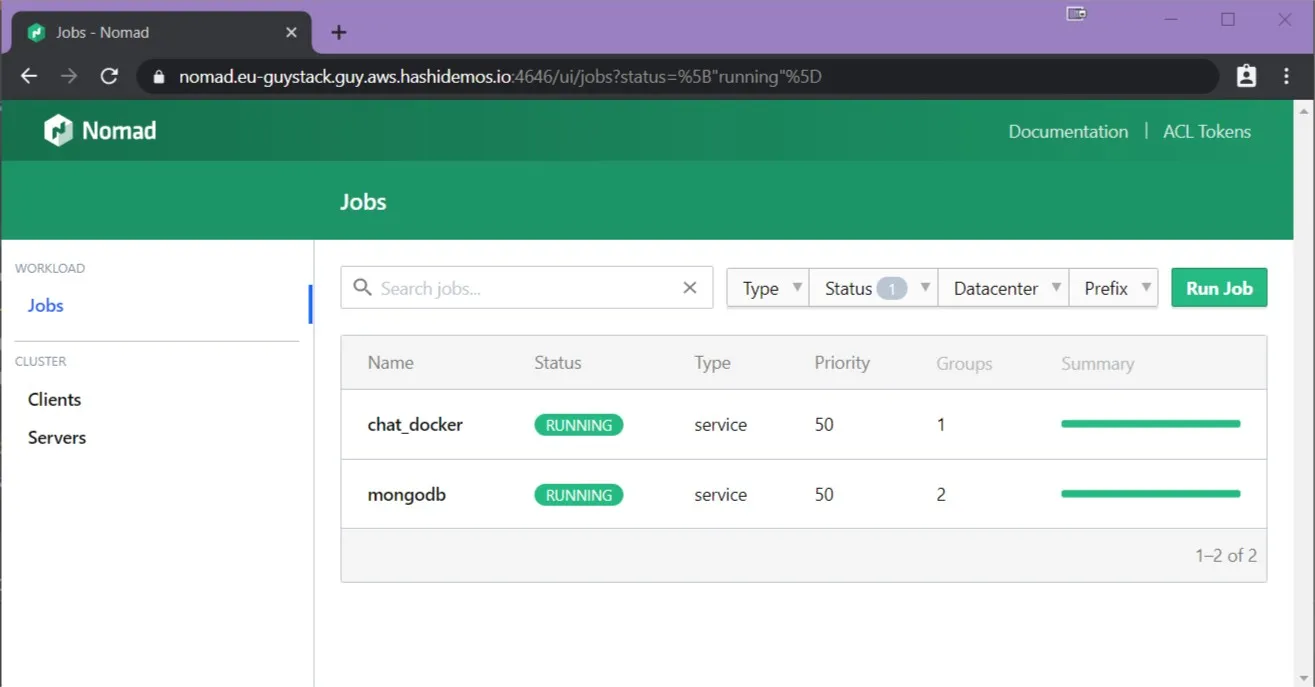 Jobs - Nomad
nomad.eu-guystack.guy.aws.hashidemos.io:4646/ui/jobs?status=%5B"running"%5D
Nomad Documentation | ACL Tokens
Jobs
WORKLOAD
Jobs
CLUSTER
Clients
Servers
Search jobs... Type Status 1 Datacenter Prefix Run Job
Name Status Type Priority Groups Summary
chat_docker RUNNING service 50 1
mongodb RUNNING service 50 2
1–2 of 2